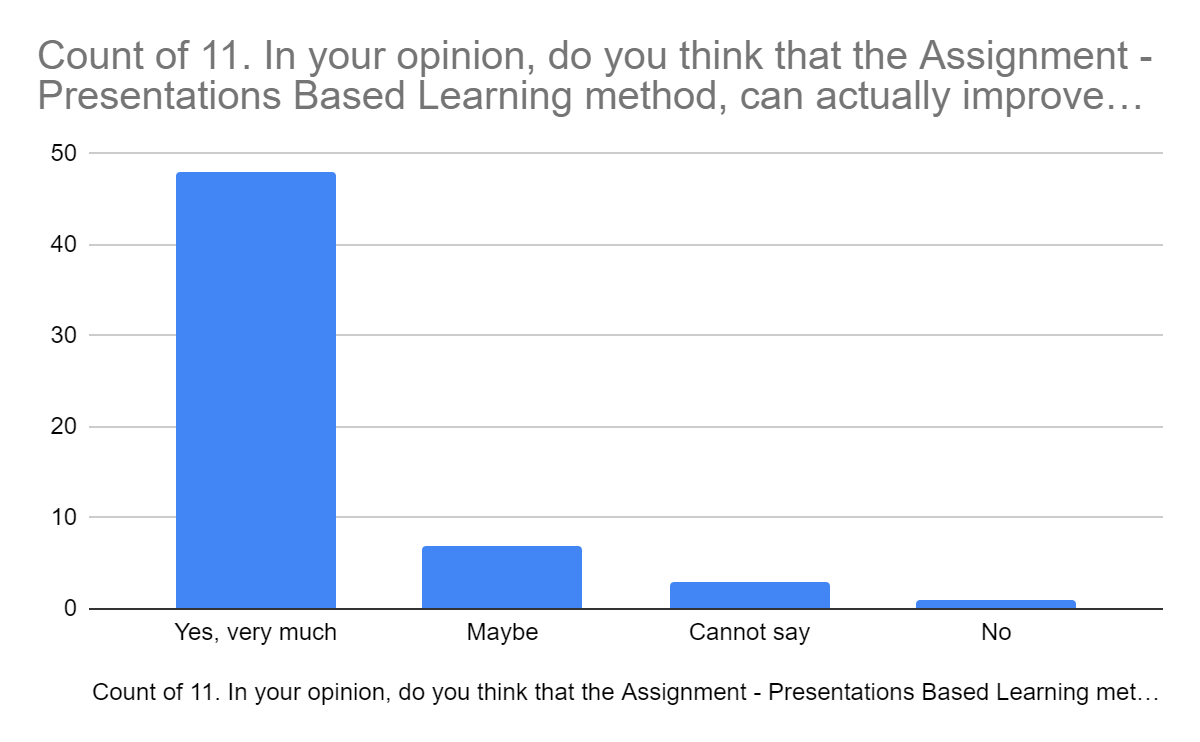 Count of 11. In your opinion, do you think that the Assignment -
Presentations Based Learning method, can actually improve…
50
40
30
20
10
0
Yes, very much
Maybe
Cannot say
No
Count of 11. In your opinion, do you think that the Assignment - Presentations Based Learning met…